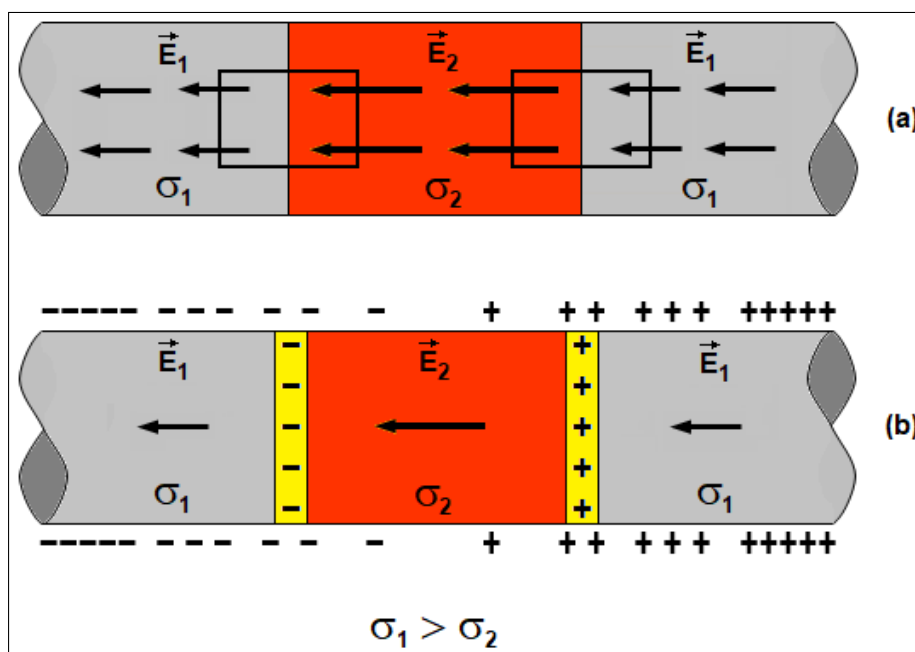 E⃗₁ E⃗₂ E⃗₁
(a)
σ₁ σ₂ σ₁
----- --- -- - + ++ +++ +++++
- +
E⃗₁ E⃗₂ E⃗₁
- +
- +
(b)
- +
σ₁ σ₂ σ₁
- +
----- --- -- - + ++ +++ +++++
σ₁ > σ₂